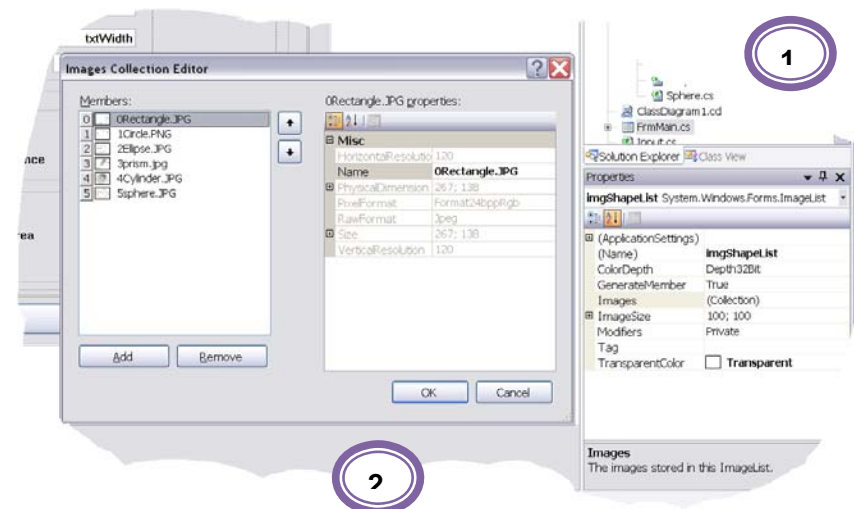 txtWidth
Images Collection Editor
Members:
0 0Rectangle.JPG
1 1Circle.PNG
2 2Elipse.JPG
3 3prism.jpg
4 4Cylinder.JPG
5 5sphere.JPG
Add
Remove
0Rectangle.JPG properties:
Misc
HorizontalResolutio 120
Name 0Rectangle.JPG
PhysicalDimension 267; 138
PixelFormat Format24bppRgb
RawFormat Jpeg
Size 267; 138
VerticalResolution 120
OK
Cancel
nce
ea
2
1
Sphere.cs
ClassDiagram1.cd
FrmMain.cs
Input.cs
Solution Explorer
Class View
Properties
imgShapeList System.Windows.Forms.ImageList
(ApplicationSettings)
(Name) imgShapeList
ColorDepth Depth32Bit
GenerateMember True
Images (Collection)
ImageSize 100; 100
Modifiers Private
Tag
TransparentColor Transparent
Images
The images stored in this ImageList.